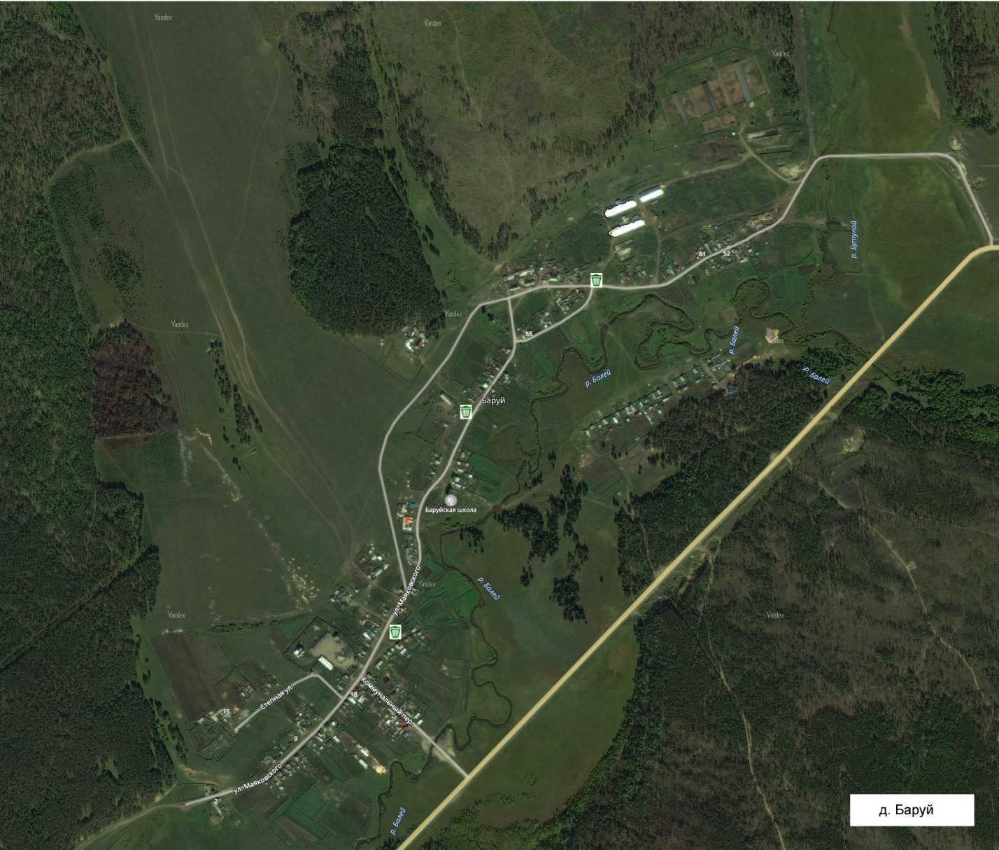 Yandex
Yandex
Yandex
р. Бутулай
81
52
Yandex
Yandex
55
Yandex
р. Балей
р. Балей
р. Балей
Баруй
Баруйская школа
ул. Маяковского
Yandex
р. Балей
Yandex
Yandex
Коммунальный пер.
Степная ул.
18
15
9
ул. Маяковского
2
р. Балей
д. Баруй